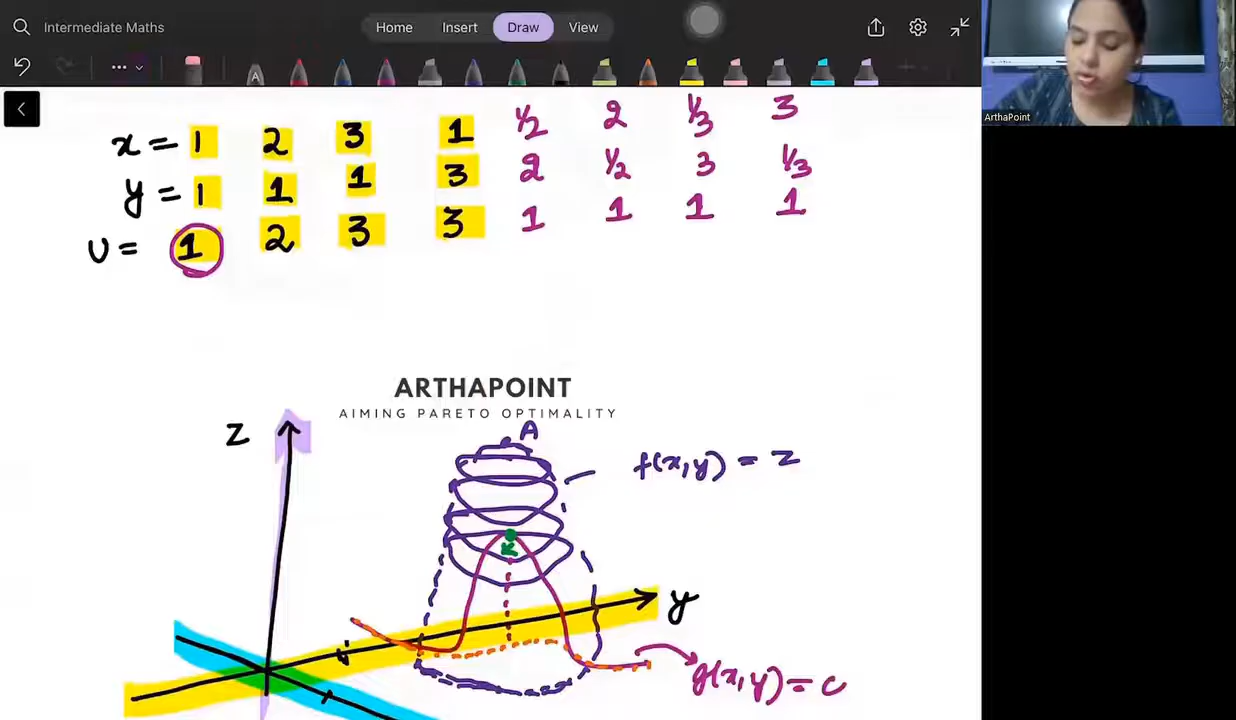 Intermediate Maths
Home Insert Draw View
A
ArthaPoint
x = 1 2 3 1 1/2 2 1/3 3
y = 1 1 1 3 2 1/2 3 1/3
U = 1 2 3 3 1 1 1 1
ARTHAPOINT
AIMING PARETO OPTIMALITY
Z
A
f(x,y) = z
K
y
g(x,y) = c